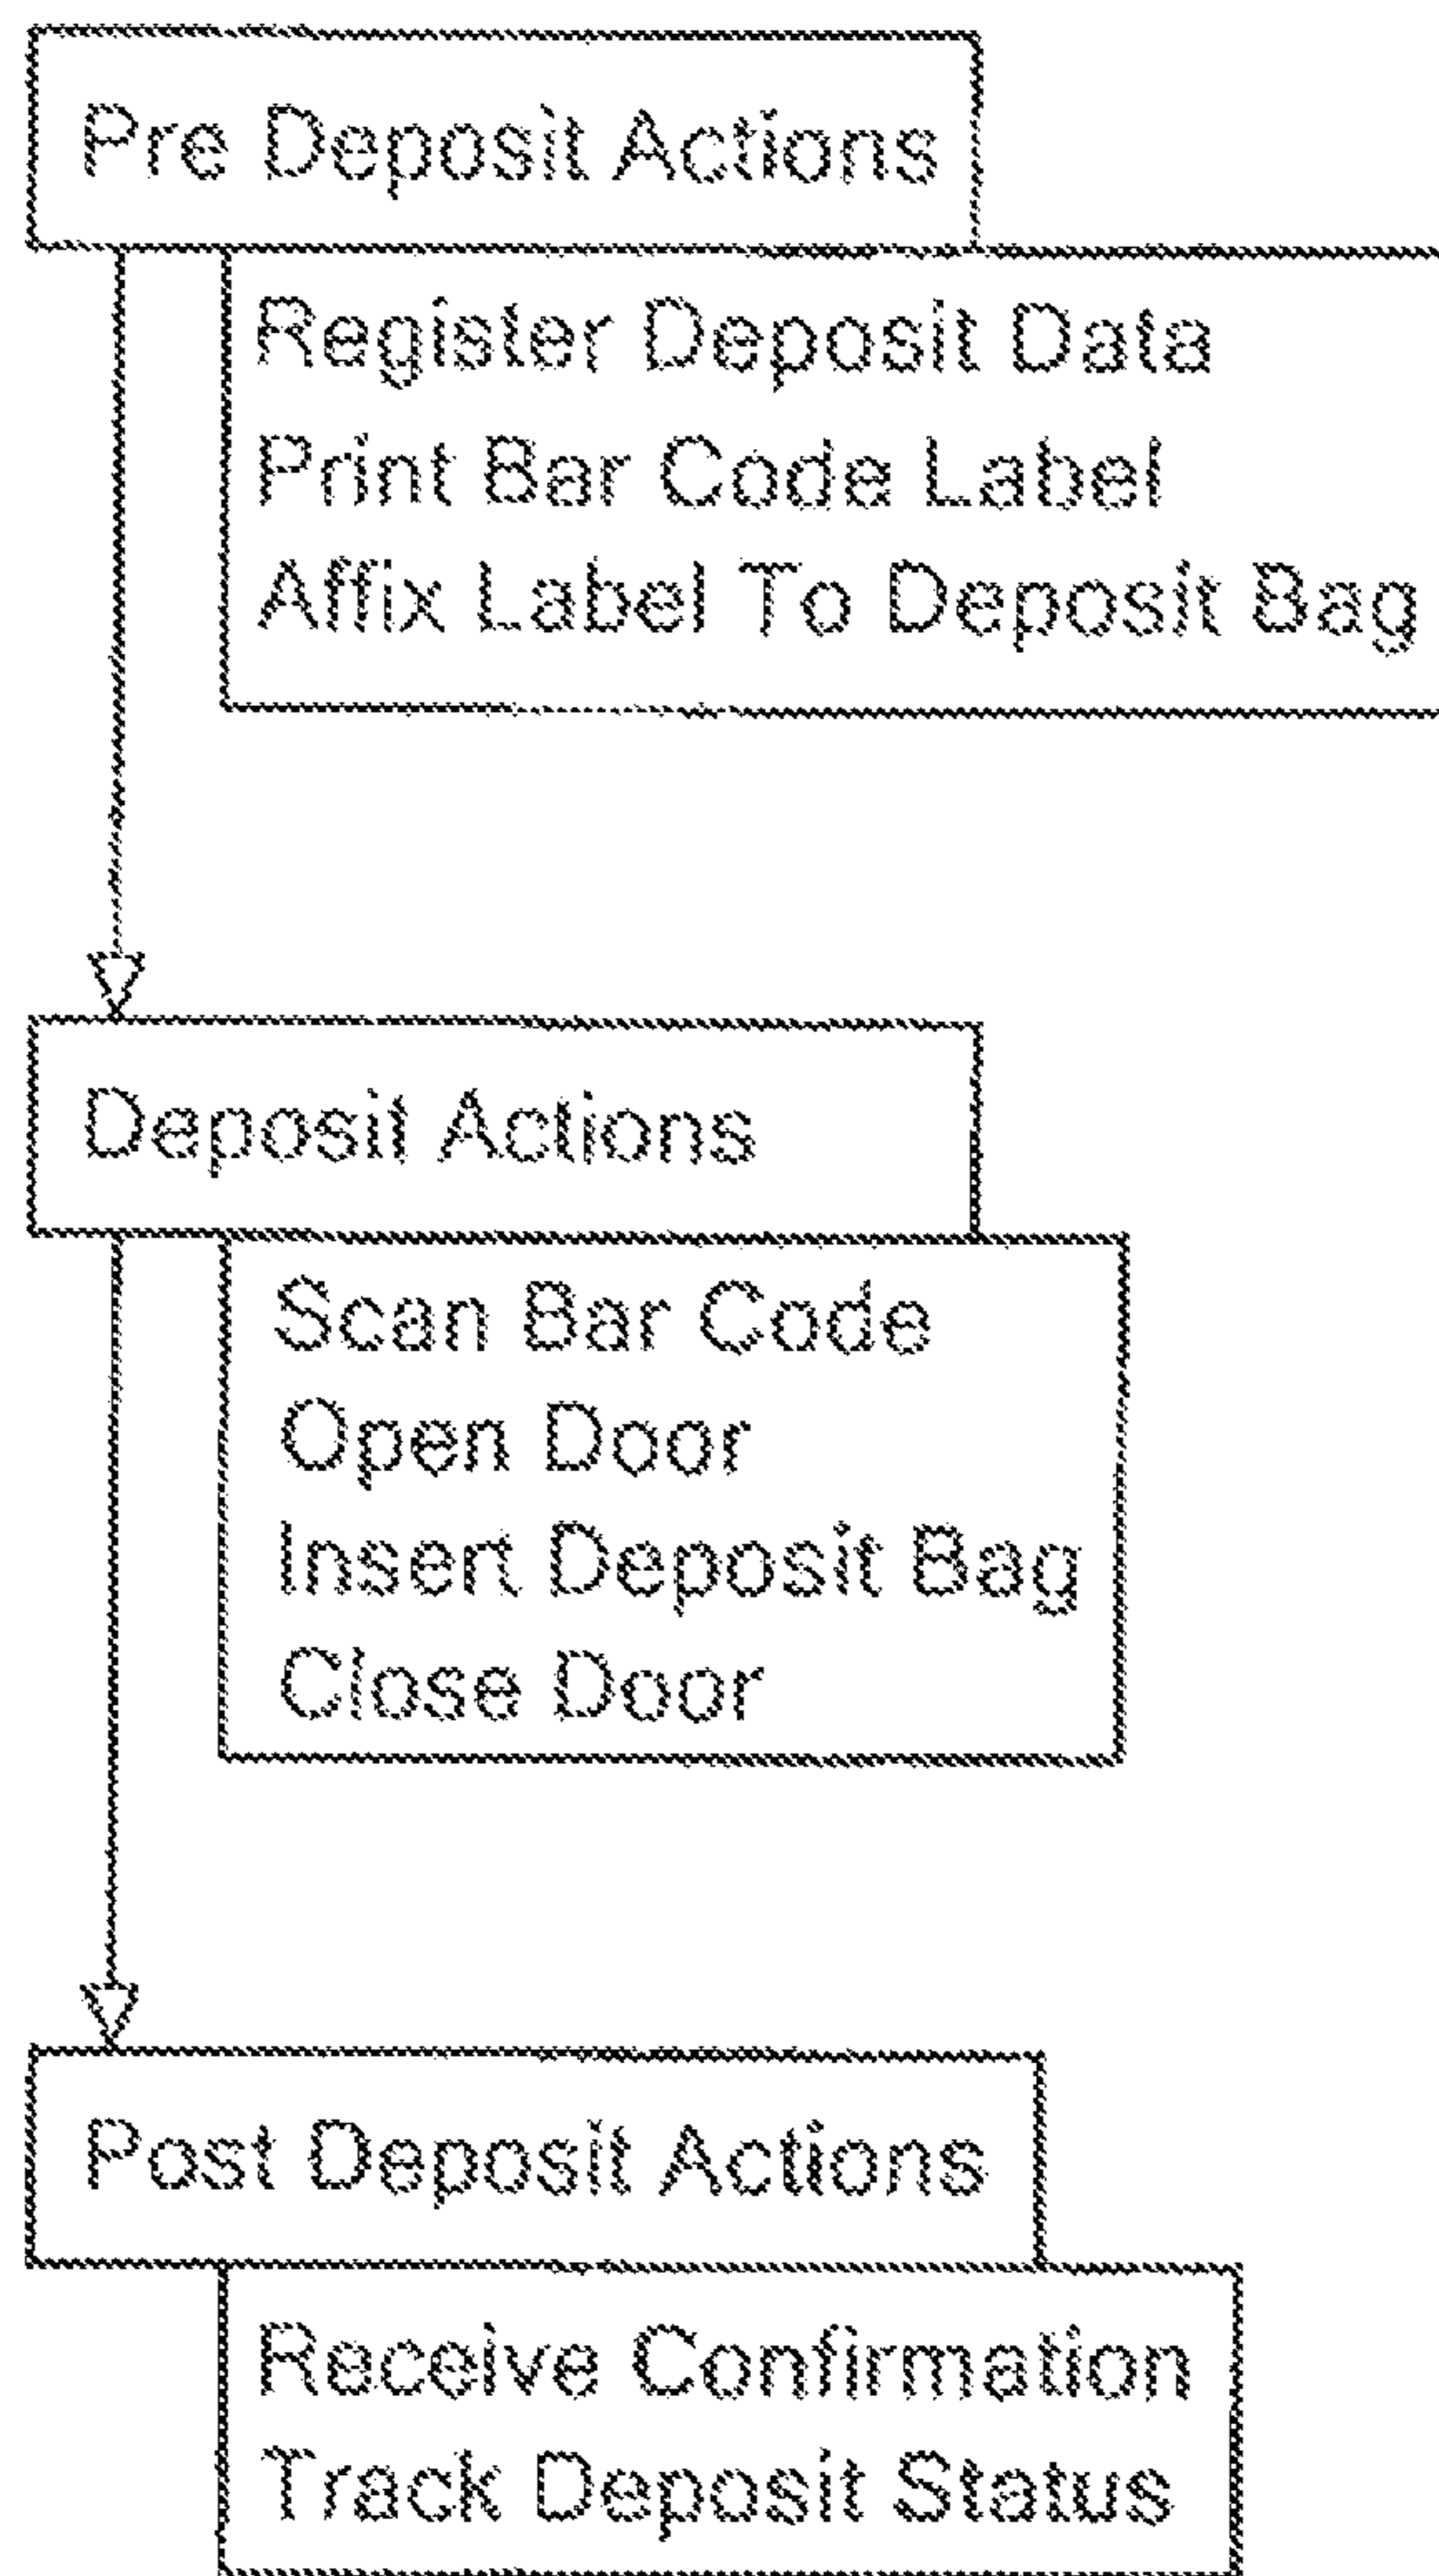 Pre Deposit Actions
Register Deposit Data
Print Bar Code Label
Affix Label To Deposit Bag
Deposit Actions
Scan Bar Code
Open Door
Insert Deposit Bag
Close Door
Post Deposit Actions
Receive Confirmation
Track Deposit Status